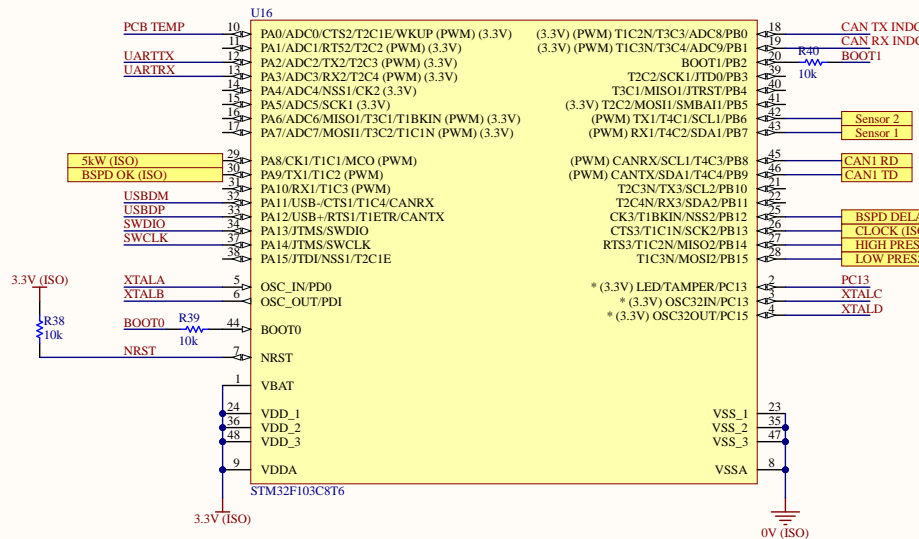 U16
PCB TEMP 10 PA0/ADC0/CTS2/T2C1E/WKUP (PWM) (3.3V) (3.3V) (PWM) T1C2N/T3C3/ADC8/PB0 18 CAN TX INDC
11 PA1/ADC1/RT52/T2C2 (PWM) (3.3V) (3.3V) (PWM) T1C3N/T3C4/ADC9/PB1 19 CAN RX INDC
UARTTX 12 PA2/ADC2/TX2/T2C3 (PWM) (3.3V) BOOT1/PB2 20 R40 10k BOOT1
UARTRX 13 PA3/ADC3/RX2/T2C4 (PWM) (3.3V) T2C2/SCK1/JTD0/PB3 39
14 PA4/ADC4/NSS1/CK2 (3.3V) T3C1/MISO1/JTRST/PB4 40
15 PA5/ADC5/SCK1 (3.3V) (3.3V) T2C2/MOSI1/SMBAI1/PB5 41
16 PA6/ADC6/MISO1/T3C1/T1BKIN (PWM) (3.3V) (PWM) TX1/T4C1/SCL1/PB6 42 Sensor 2
17 PA7/ADC7/MOSI1/T3C2/T1C1N (PWM) (3.3V) (PWM) RX1/T4C2/SDA1/PB7 43 Sensor 1
5kW (ISO) 29 PA8/CK1/T1C1/MCO (PWM) (PWM) CANRX/SCL1/T4C3/PB8 45 CAN1 RD
BSPD OK (ISO) 30 PA9/TX1/T1C2 (PWM) (PWM) CANTX/SDA1/T4C4/PB9 46 CAN1 TD
31 PA10/RX1/T1C3 (PWM) T2C3N/TX3/SCL2/PB10 21
USBDM 32 PA11/USB-/CTS1/T1C4/CANRX T2C4N/RX3/SDA2/PB11 22
USBDP 33 PA12/USB+/RTS1/T1ETR/CANTX CK3/T1BKIN/NSS2/PB12 25 BSPD DELA
SWDIO 34 PA13/JTMS/SWDIO CTS3/T1C1N/SCK2/PB13 26 CLOCK (ISO
SWCLK 37 PA14/JTMS/SWCLK RTS3/T1C2N/MISO2/PB14 27 HIGH PRES
38 PA15/JTDI/NSS1/T2C1E T1C3N/MOSI2/PB15 28 LOW PRES
3.3V (ISO)
XTALA 5 OSC_IN/PD0 * (3.3V) LED/TAMPER/PC13 2 PC13
XTALB 6 OSC_OUT/PDI * (3.3V) OSC32IN/PC13 3 XTALC
* (3.3V) OSC32OUT/PC15 4 XTALD
R38 10k
BOOT0 R39 10k 44 BOOT0
NRST 7 NRST
1 VBAT
24 VDD_1 VSS_1 23
36 VDD_2 VSS_2 35
48 VDD_3 VSS_3 47
9 VDDA VSSA 8
STM32F103C8T6
3.3V (ISO)
0V (ISO)